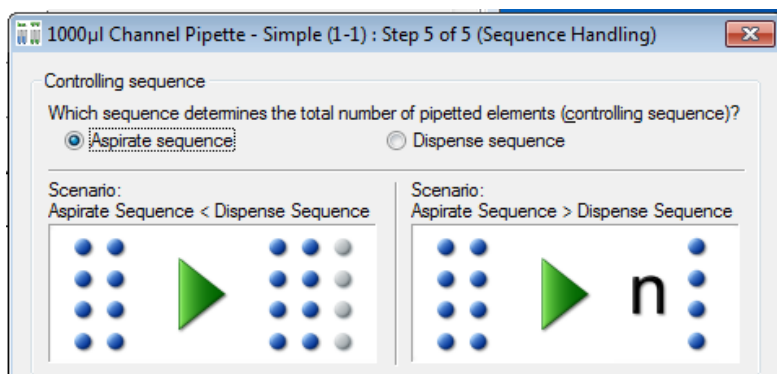 1000µl Channel Pipette - Simple (1-1) : Step 5 of 5 (Sequence Handling)
Controlling sequence
Which sequence determines the total number of pipetted elements (controlling sequence)?
Aspirate sequence Dispense sequence
Scenario: Scenario:
Aspirate Sequence < Dispense Sequence Aspirate Sequence > Dispense Sequence
n